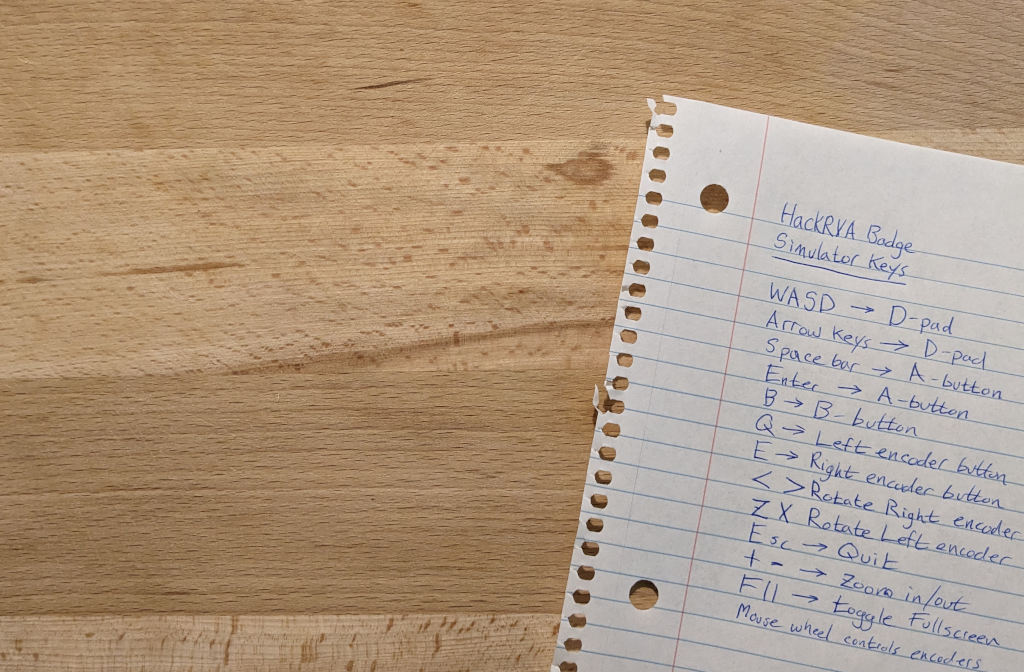 HackRVA Badge
Simulator Keys
WASD → D-pad
Arrow keys → D-pad
Space bar → A-button
Enter → A-button
B → B-button
Q → Left encoder button
E → Right encoder button
< > Rotate Right encoder
Z X Rotate Left encoder
Esc → Quit
+ - → Zoom in/out
F11 → toggle Fullscreen
Mouse wheel controls encoders